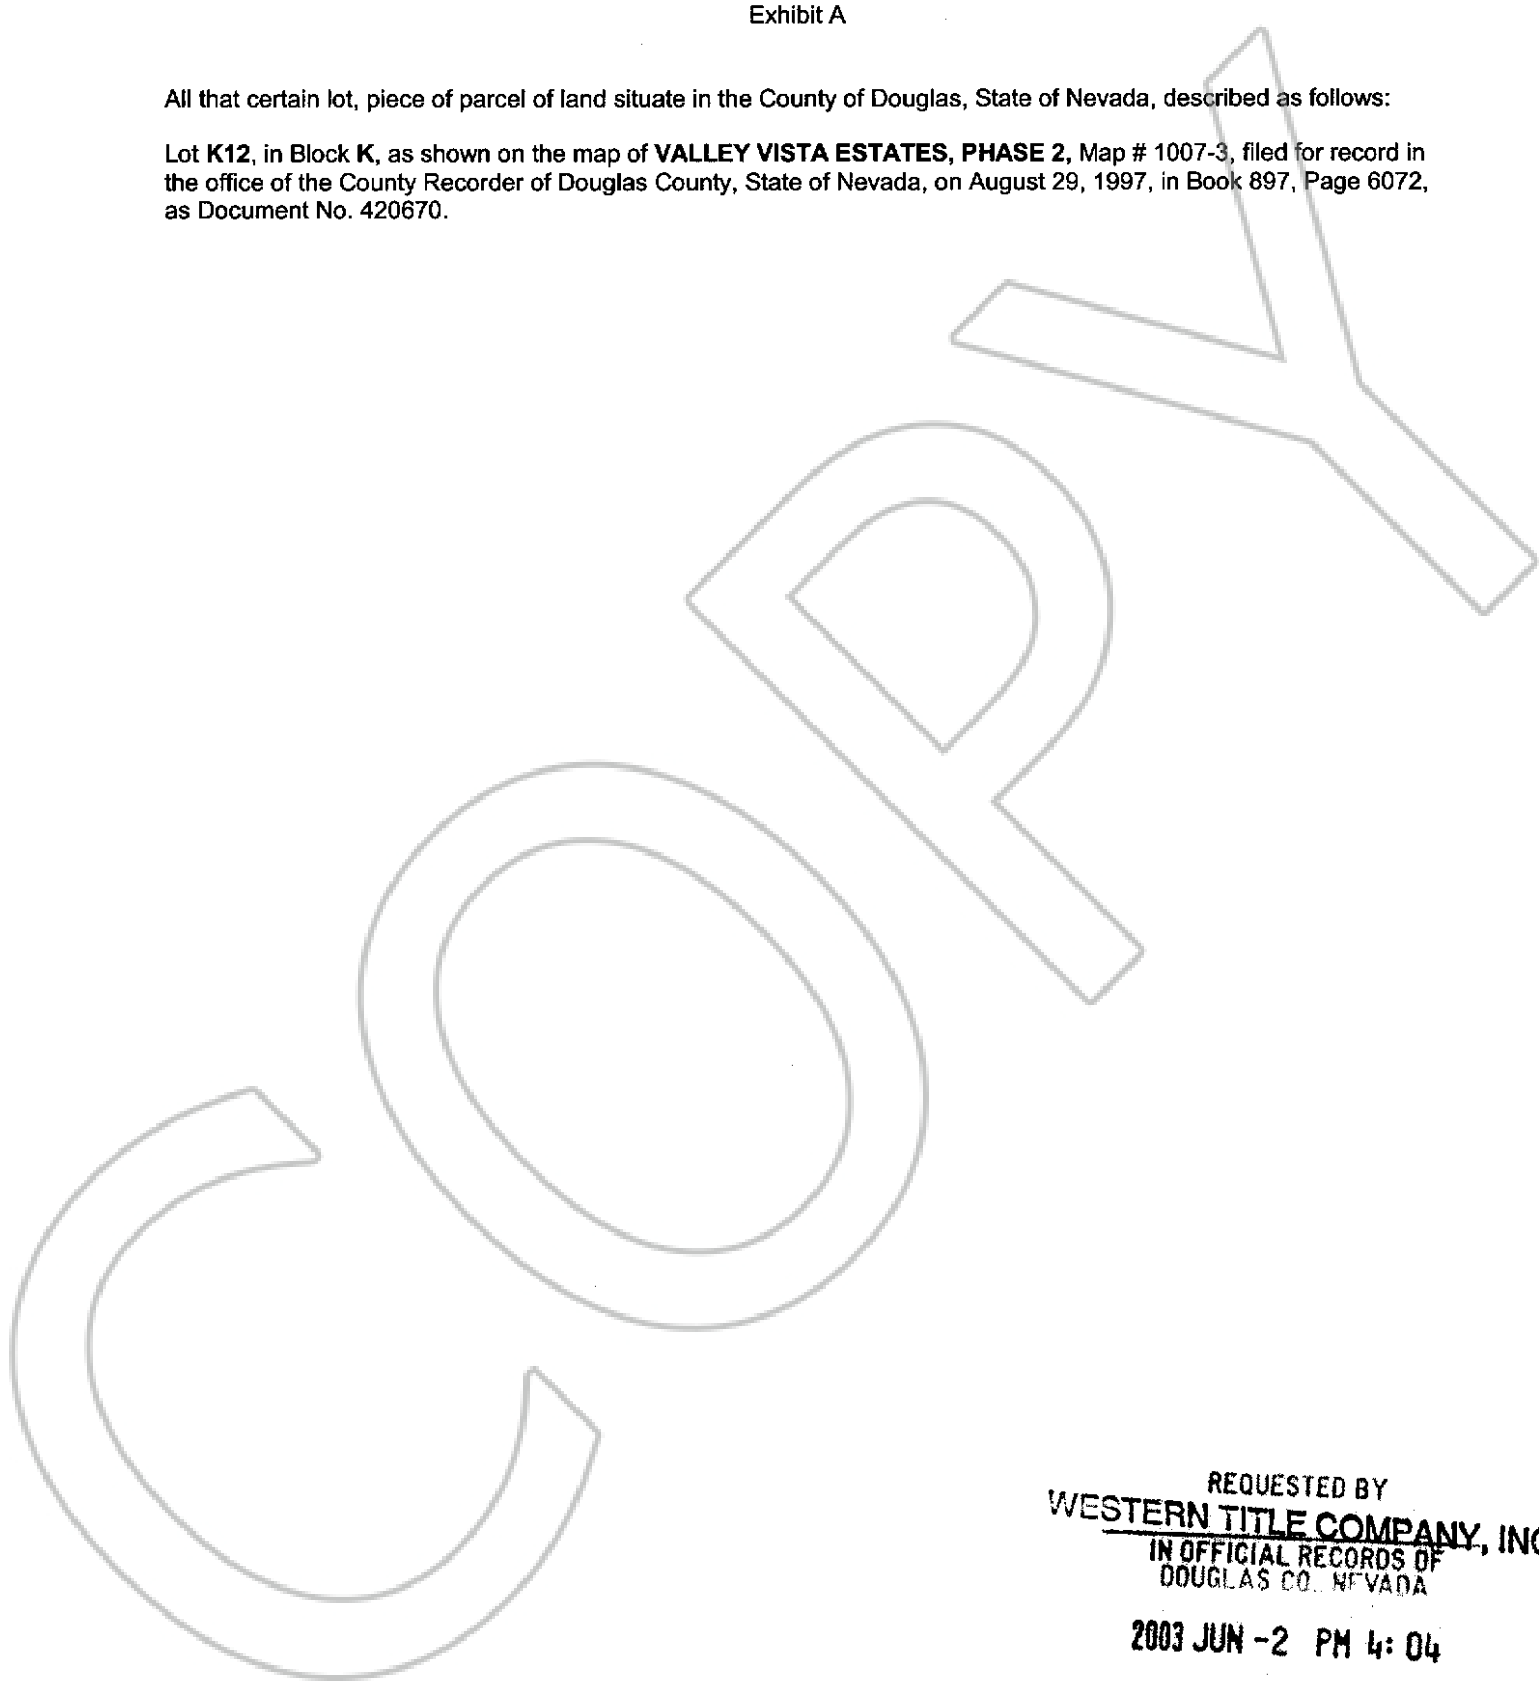 Exhibit A
All that certain lot, piece of parcel of land situate in the County of Douglas, State of Nevada, described as follows:
Lot K12, in Block K, as shown on the map of VALLEY VISTA ESTATES, PHASE 2, Map # 1007-3, filed for record in
the office of the County Recorder of Douglas County, State of Nevada, on August 29, 1997, in Book 897, Page 6072,
as Document No. 420670.
COPY
REQUESTED BY
WESTERN TITLE COMPANY, INC
IN OFFICIAL RECORDS OF
DOUGLAS CO. NEVADA
2003 JUN -2 PM 4: 04